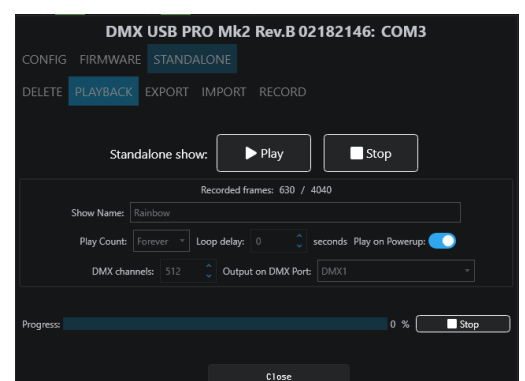 DMX USB PRO Mk2 Rev.B 02182146: COM3
CONFIG FIRMWARE STANDALONE
DELETE PLAYBACK EXPORT IMPORT RECORD
Standalone show: Play Stop
Recorded frames: 630 / 4040
Show Name: Rainbow
Play Count: Forever Loop delay: 0 seconds Play on Powerup:
DMX channels: 512 Output on DMX Port: DMX1
Progress: 0 % Stop
Close